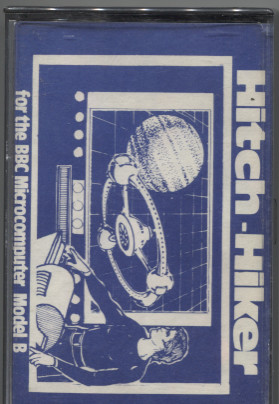 Hitch-Hiker
for the BBC Microcomputer Model B